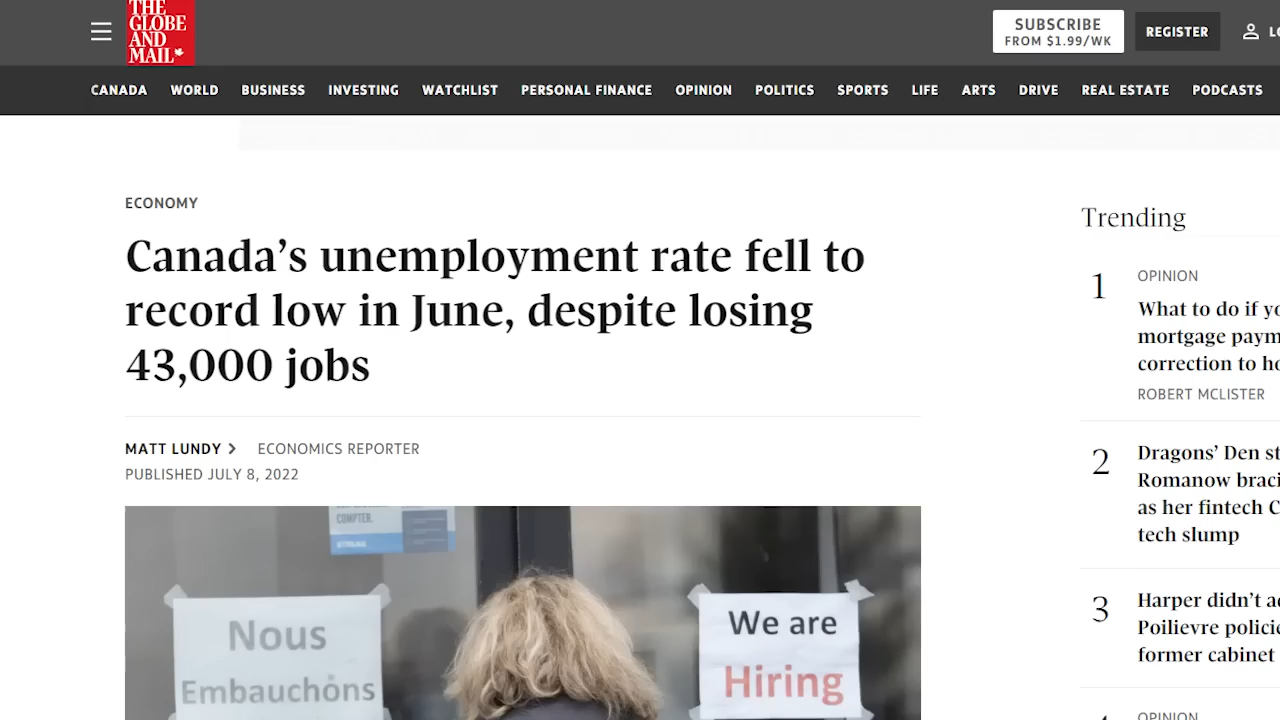 THE
GLOBE
AND
MAIL
SUBSCRIBE
FROM $1.99/WK
REGISTER
CANADA WORLD BUSINESS INVESTING WATCHLIST PERSONAL FINANCE OPINION POLITICS SPORTS LIFE ARTS DRIVE REAL ESTATE PODCASTS
ECONOMY
Canada’s unemployment rate fell to
record low in June, despite losing
43,000 jobs
MATT LUNDY ECONOMICS REPORTER
PUBLISHED JULY 8, 2022
COMPTER.
Nous
Embauchons
We are
Hiring
Trending
1
OPINION
What to do if yo
mortgage paym
correction to ho
ROBERT MCLISTER
2
Dragons’ Den st
Romanow braci
as her fintech C
tech slump
3
Harper didn’t a
Poilievre policie
former cabinet
OPINION